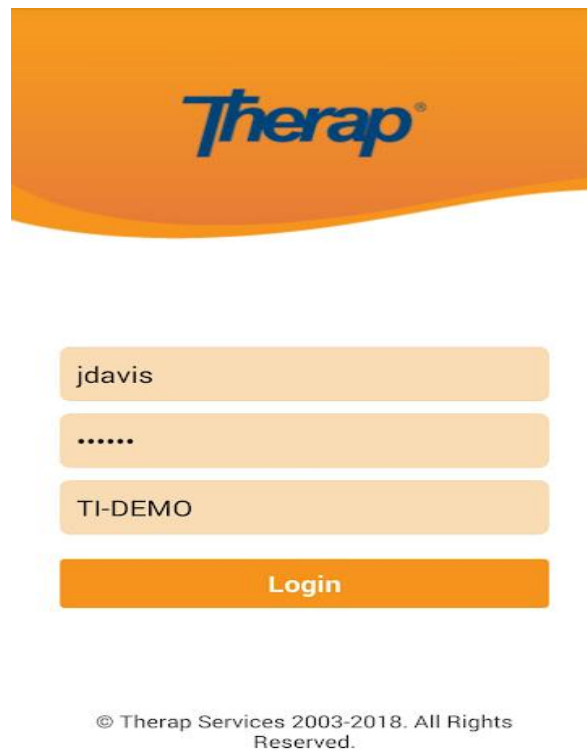 Therap®
jdavis
••••••
TI-DEMO
Login
© Therap Services 2003-2018. All Rights
Reserved.